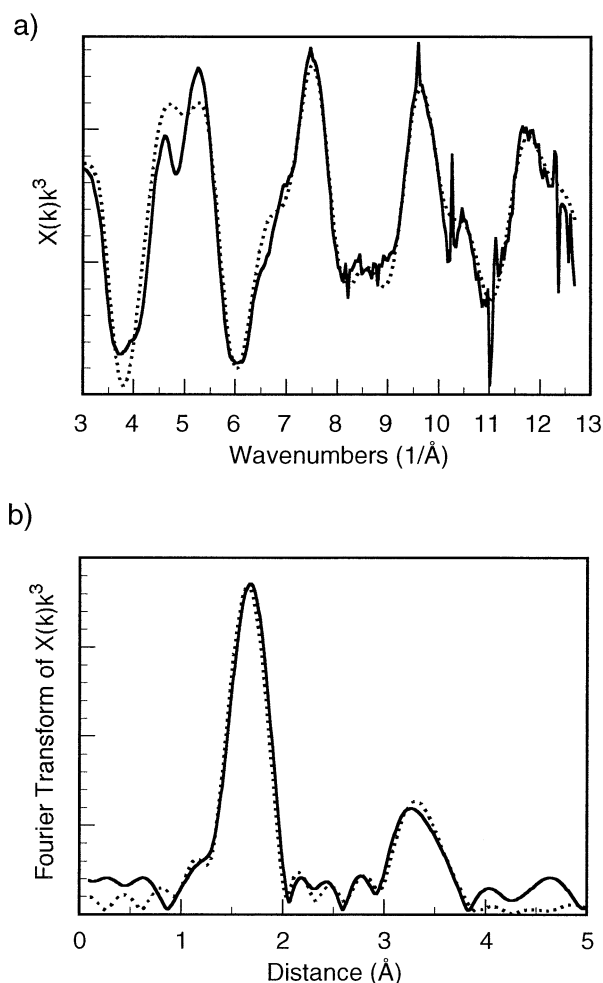 a)
X(k)k³
3 4 5 6 7 8 9 10 11 12 13
Wavenumbers (1/Å)
b)
Fourier Transform of X(k)k³
0 1 2 3 4 5
Distance (Å)